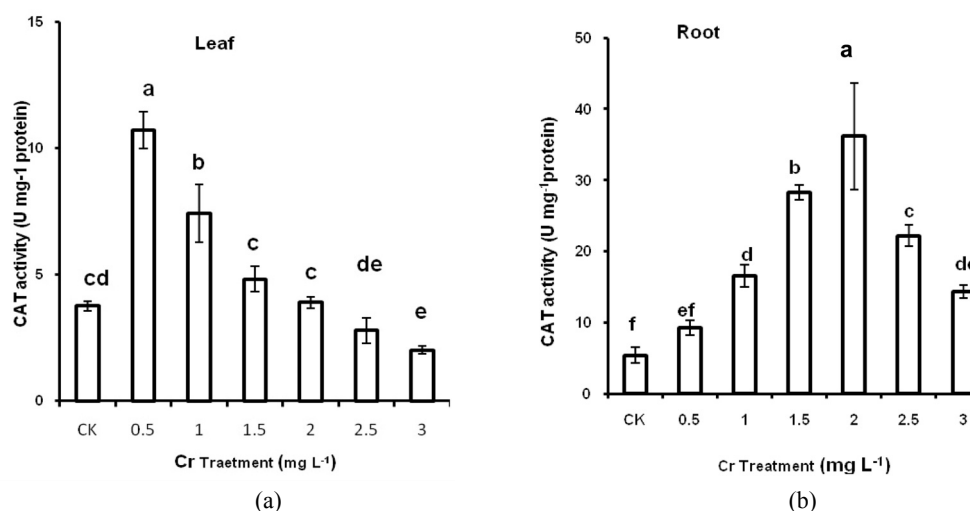 Leaf
CAT activity (U mg-1 protein)
15
10
5
0
cd
a
b
c
c
de
e
CK 0.5 1 1.5 2 2.5 3
Cr Traetment (mg L-1)
(a)
Root
CAT activity (U mg-1protein)
50
40
30
20
10
0
f
ef
d
b
a
c
de
CK 0.5 1 1.5 2 2.5 3
Cr Treatment (mg L-1)
(b)